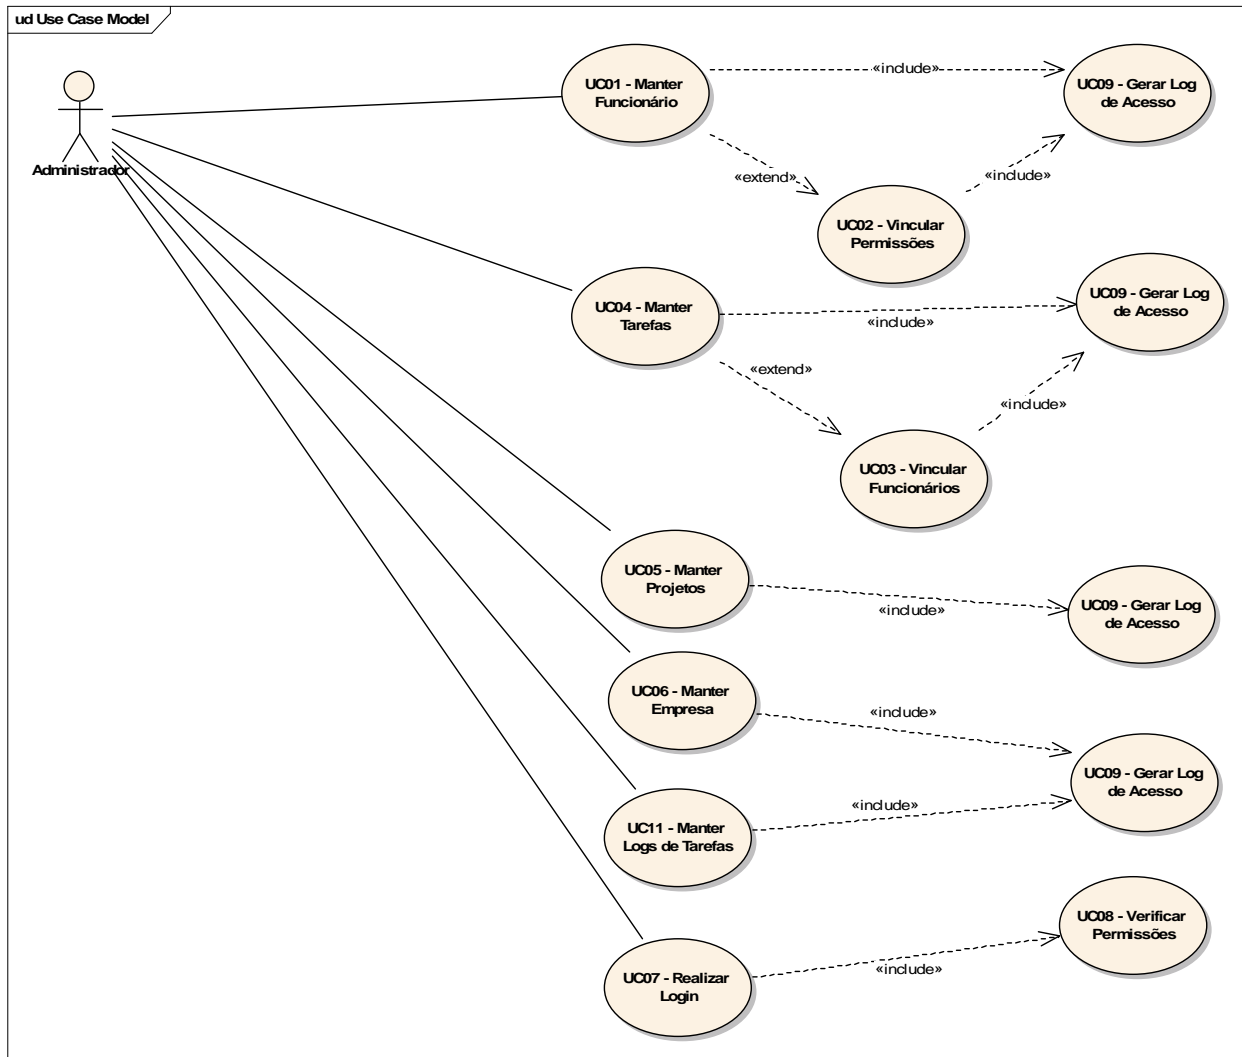 ud Use Case Model
Administrador
UC01 - Manter
Funcionário
«include»
UC09 - Gerar Log
de Acesso
«extend»
«include»
UC02 - Vincular
Permissões
UC04 - Manter
Tarefas
«include»
UC09 - Gerar Log
de Acesso
«extend»
«include»
UC03 - Vincular
Funcionários
UC05 - Manter
Projetos
«include»
UC09 - Gerar Log
de Acesso
UC06 - Manter
Empresa
«include»
UC09 - Gerar Log
de Acesso
UC11 - Manter
Logs de Tarefas
«include»
UC08 - Verificar
Permissões
UC07 - Realizar
Login
«include»